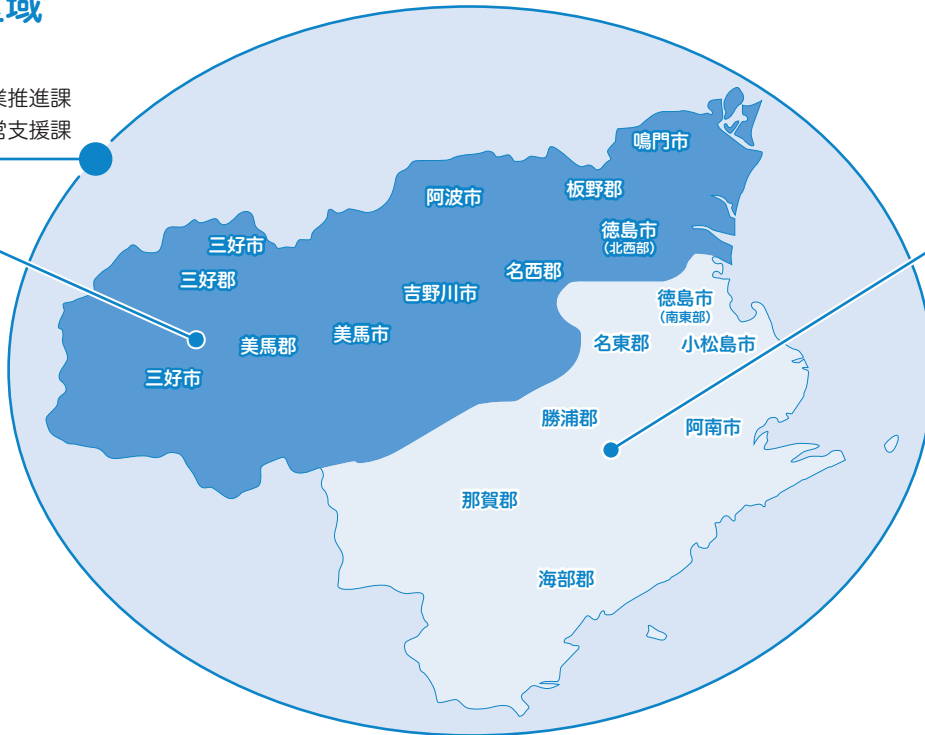 域
業推進課
営支援課
鳴門市
板野郡
阿波市
徳島市
(北西部)
三好市
名西郡
三好郡
吉野川市
徳島市
(南東部)
美馬市
美馬郡
名東郡
小松島市
三好市
勝浦郡
阿南市
那賀郡
海部郡